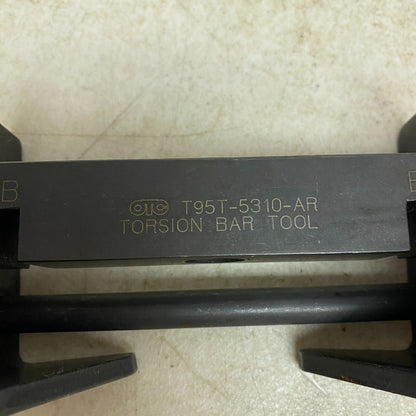 B
OTC T95T-5310-AR
TORSION BAR TOOL